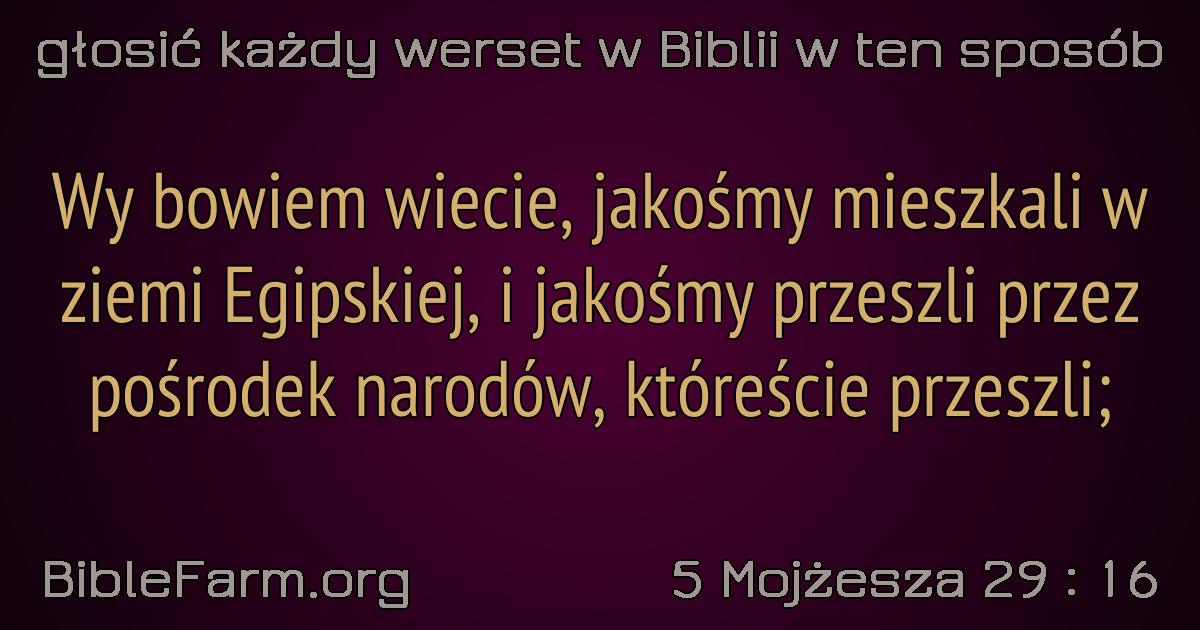 głosić każdy werset w Biblii w ten sposób
Wy bowiem wiecie, jakośmy mieszkali w
ziemi Egipskiej, i jakośmy przeszli przez
pośrodek narodów, któreście przeszli;
BibleFarm.org
5 Mojżesza 29 : 16